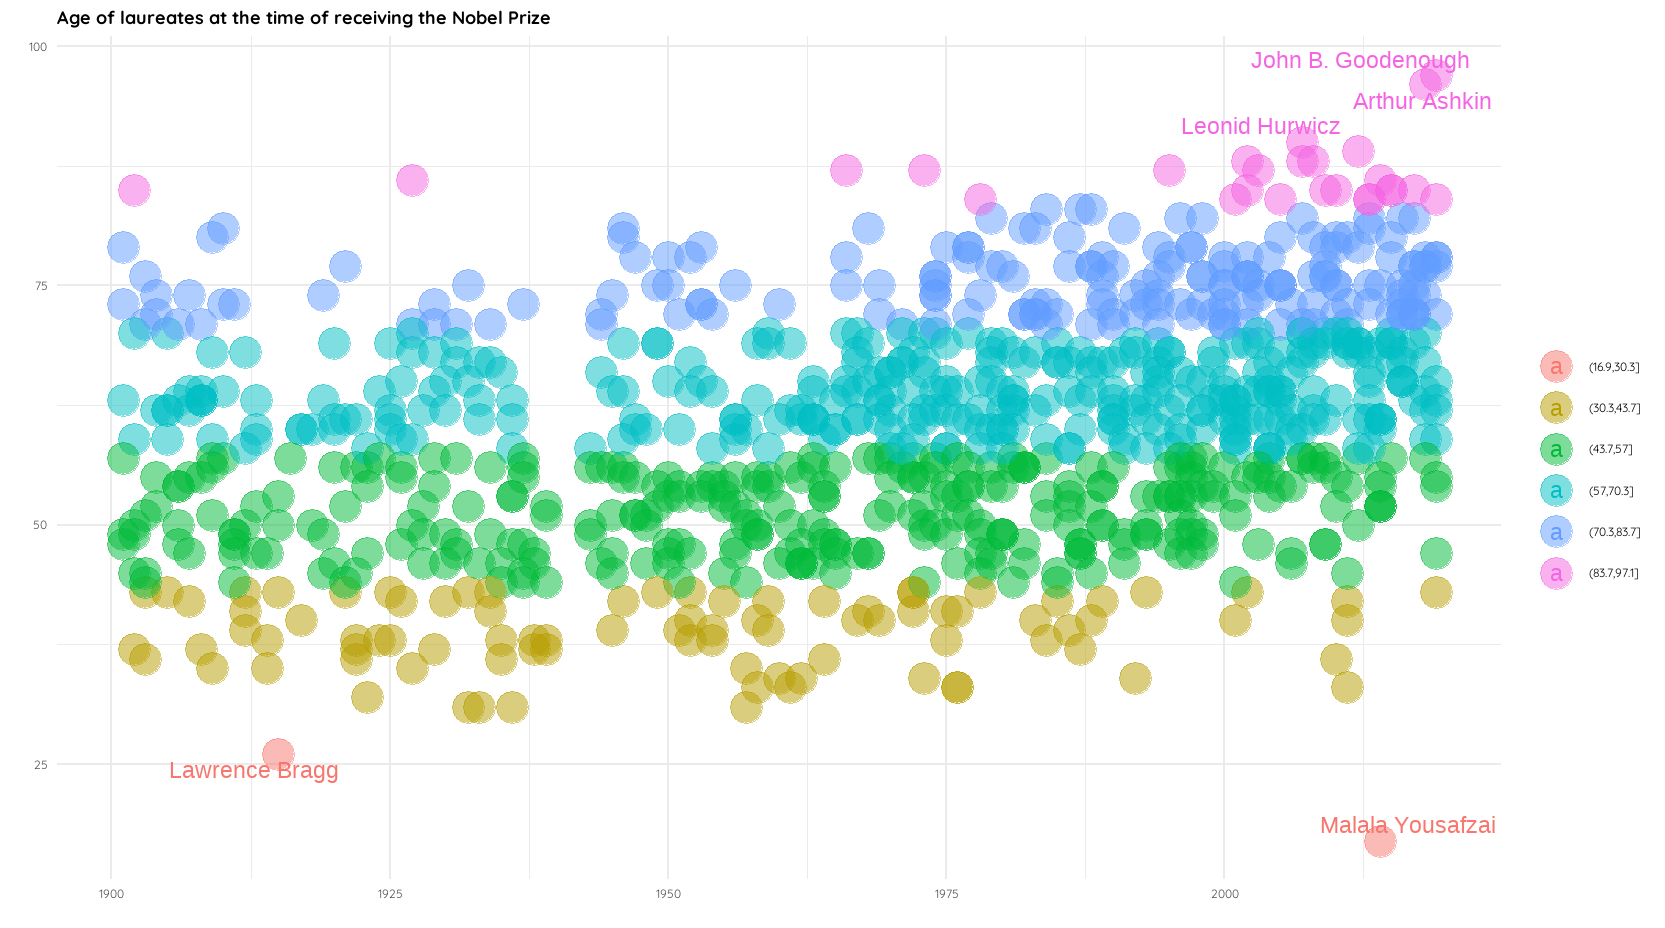 Age of laureates at the time of receiving the Nobel Prize
100
75
50
25
John B. Goodenough
Arthur Ashkin
Leonid Hurwicz
Lawrence Bragg
Malala Yousafzai
1900
1925
1950
1975
2000
a (16.9,30.3]
a (30.3,43.7]
a (43.7,57]
a (57,70.3]
a (70.3,83.7]
a (83.7,97.1]